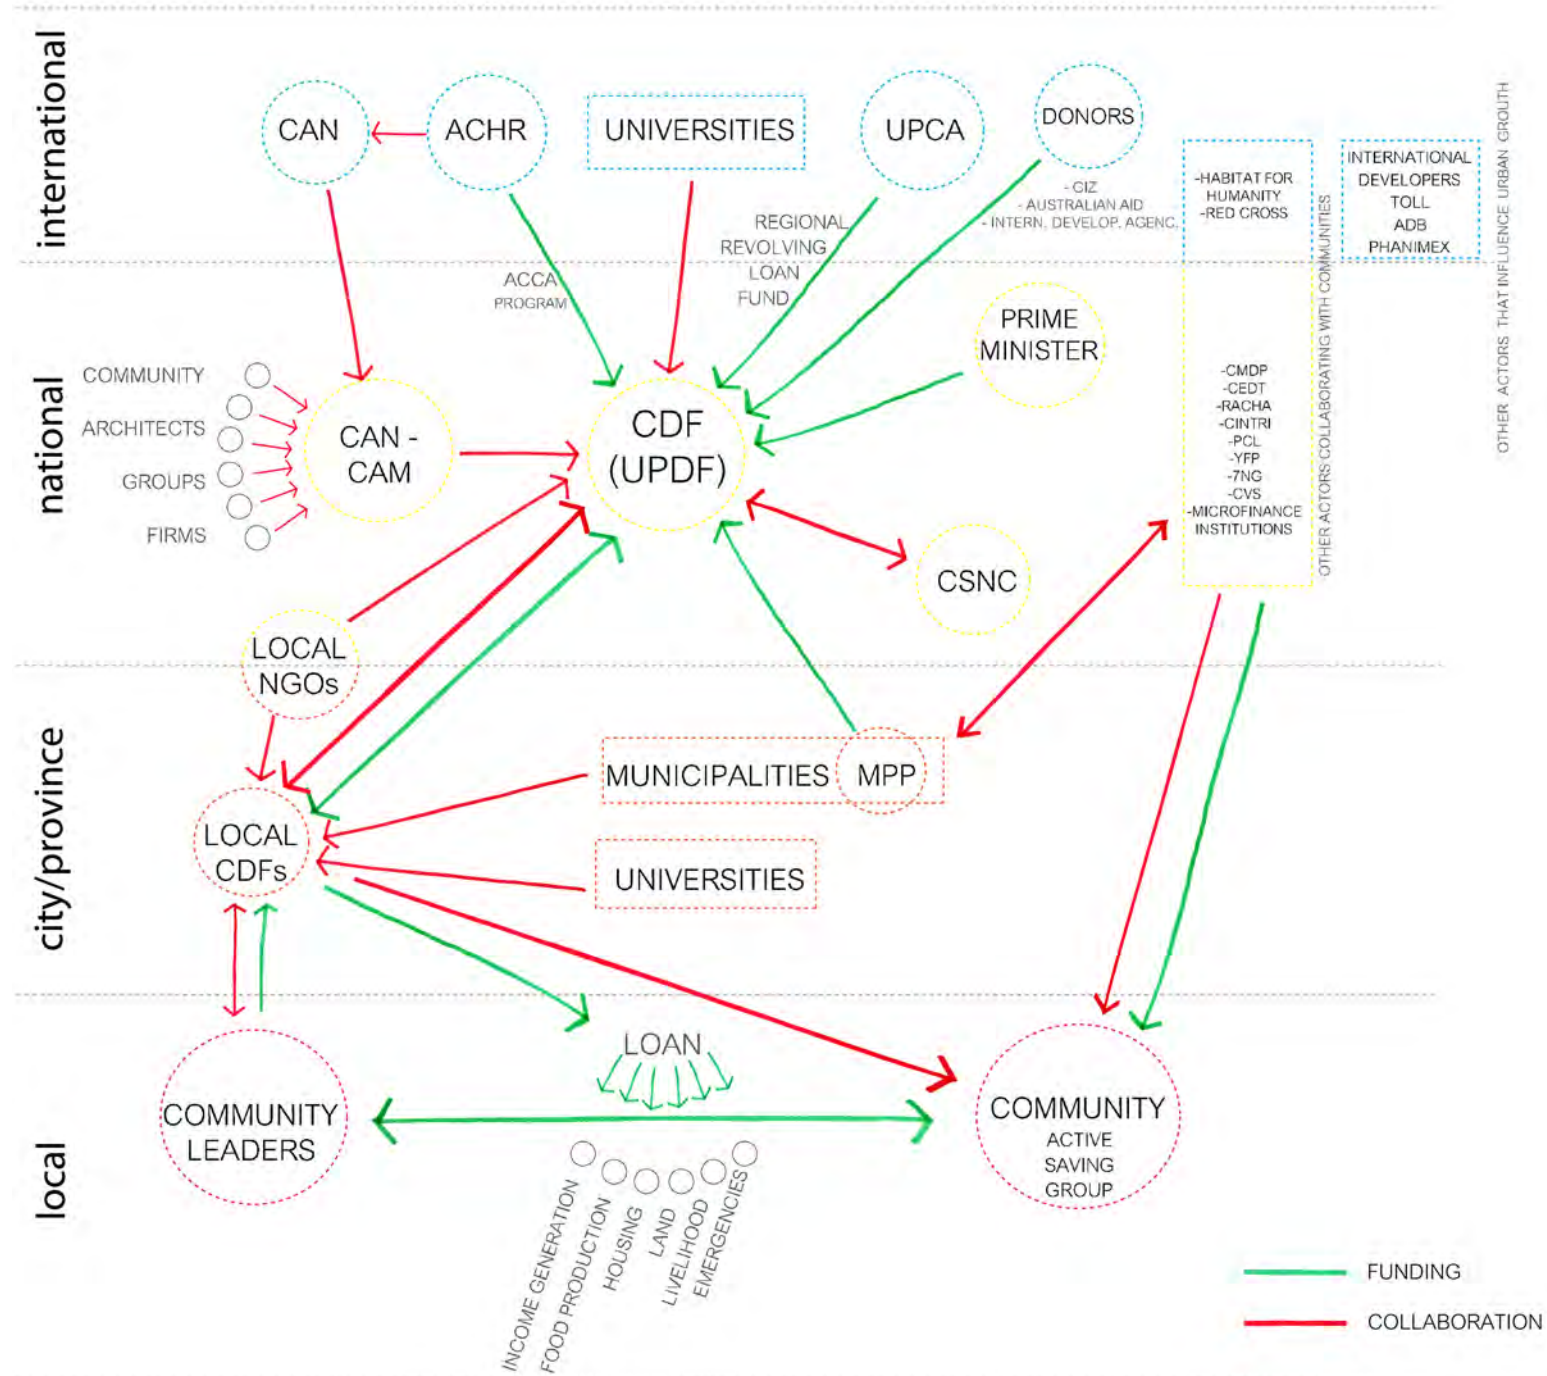 international
CAN
ACHR
UNIVERSITIES
UPCA
DONORS
- GIZ
- AUSTRALIAN AID
- INTERN. DEVELOP. AGENC.
-HABITAT FOR
HUMANITY
-RED CROSS
INTERNATIONAL
DEVELOPERS
TOLL
ADB
PHANIMEX
OTHER ACTORS THAT INFLUENCE URBAN GROUTH
OTHER ACTORS COLLABORATING WITH COMMUNITIES
REGIONAL
REVOLVING
LOAN
FUND
ACCA
PROGRAM
national
COMMUNITY
ARCHITECTS
GROUPS
FIRMS
CAN -
CAM
CDF
(UPDF)
PRIME
MINISTER
-CMDP
-CEDT
-RACHA
-CINTRI
-PCL
-YFP
-7NG
-CVS
-MICROFINANCE
INSTITUTIONS
CSNC
LOCAL
NGOs
city/province
MUNICIPALITIES
MPP
LOCAL
CDFs
UNIVERSITIES
local
LOAN
COMMUNITY
LEADERS
COMMUNITY
ACTIVE
SAVING
GROUP
INCOME GENERATION
FOOD PRODUCTION
HOUSING
LAND
LIVELIHOOD
EMERGENCIES
FUNDING
COLLABORATION